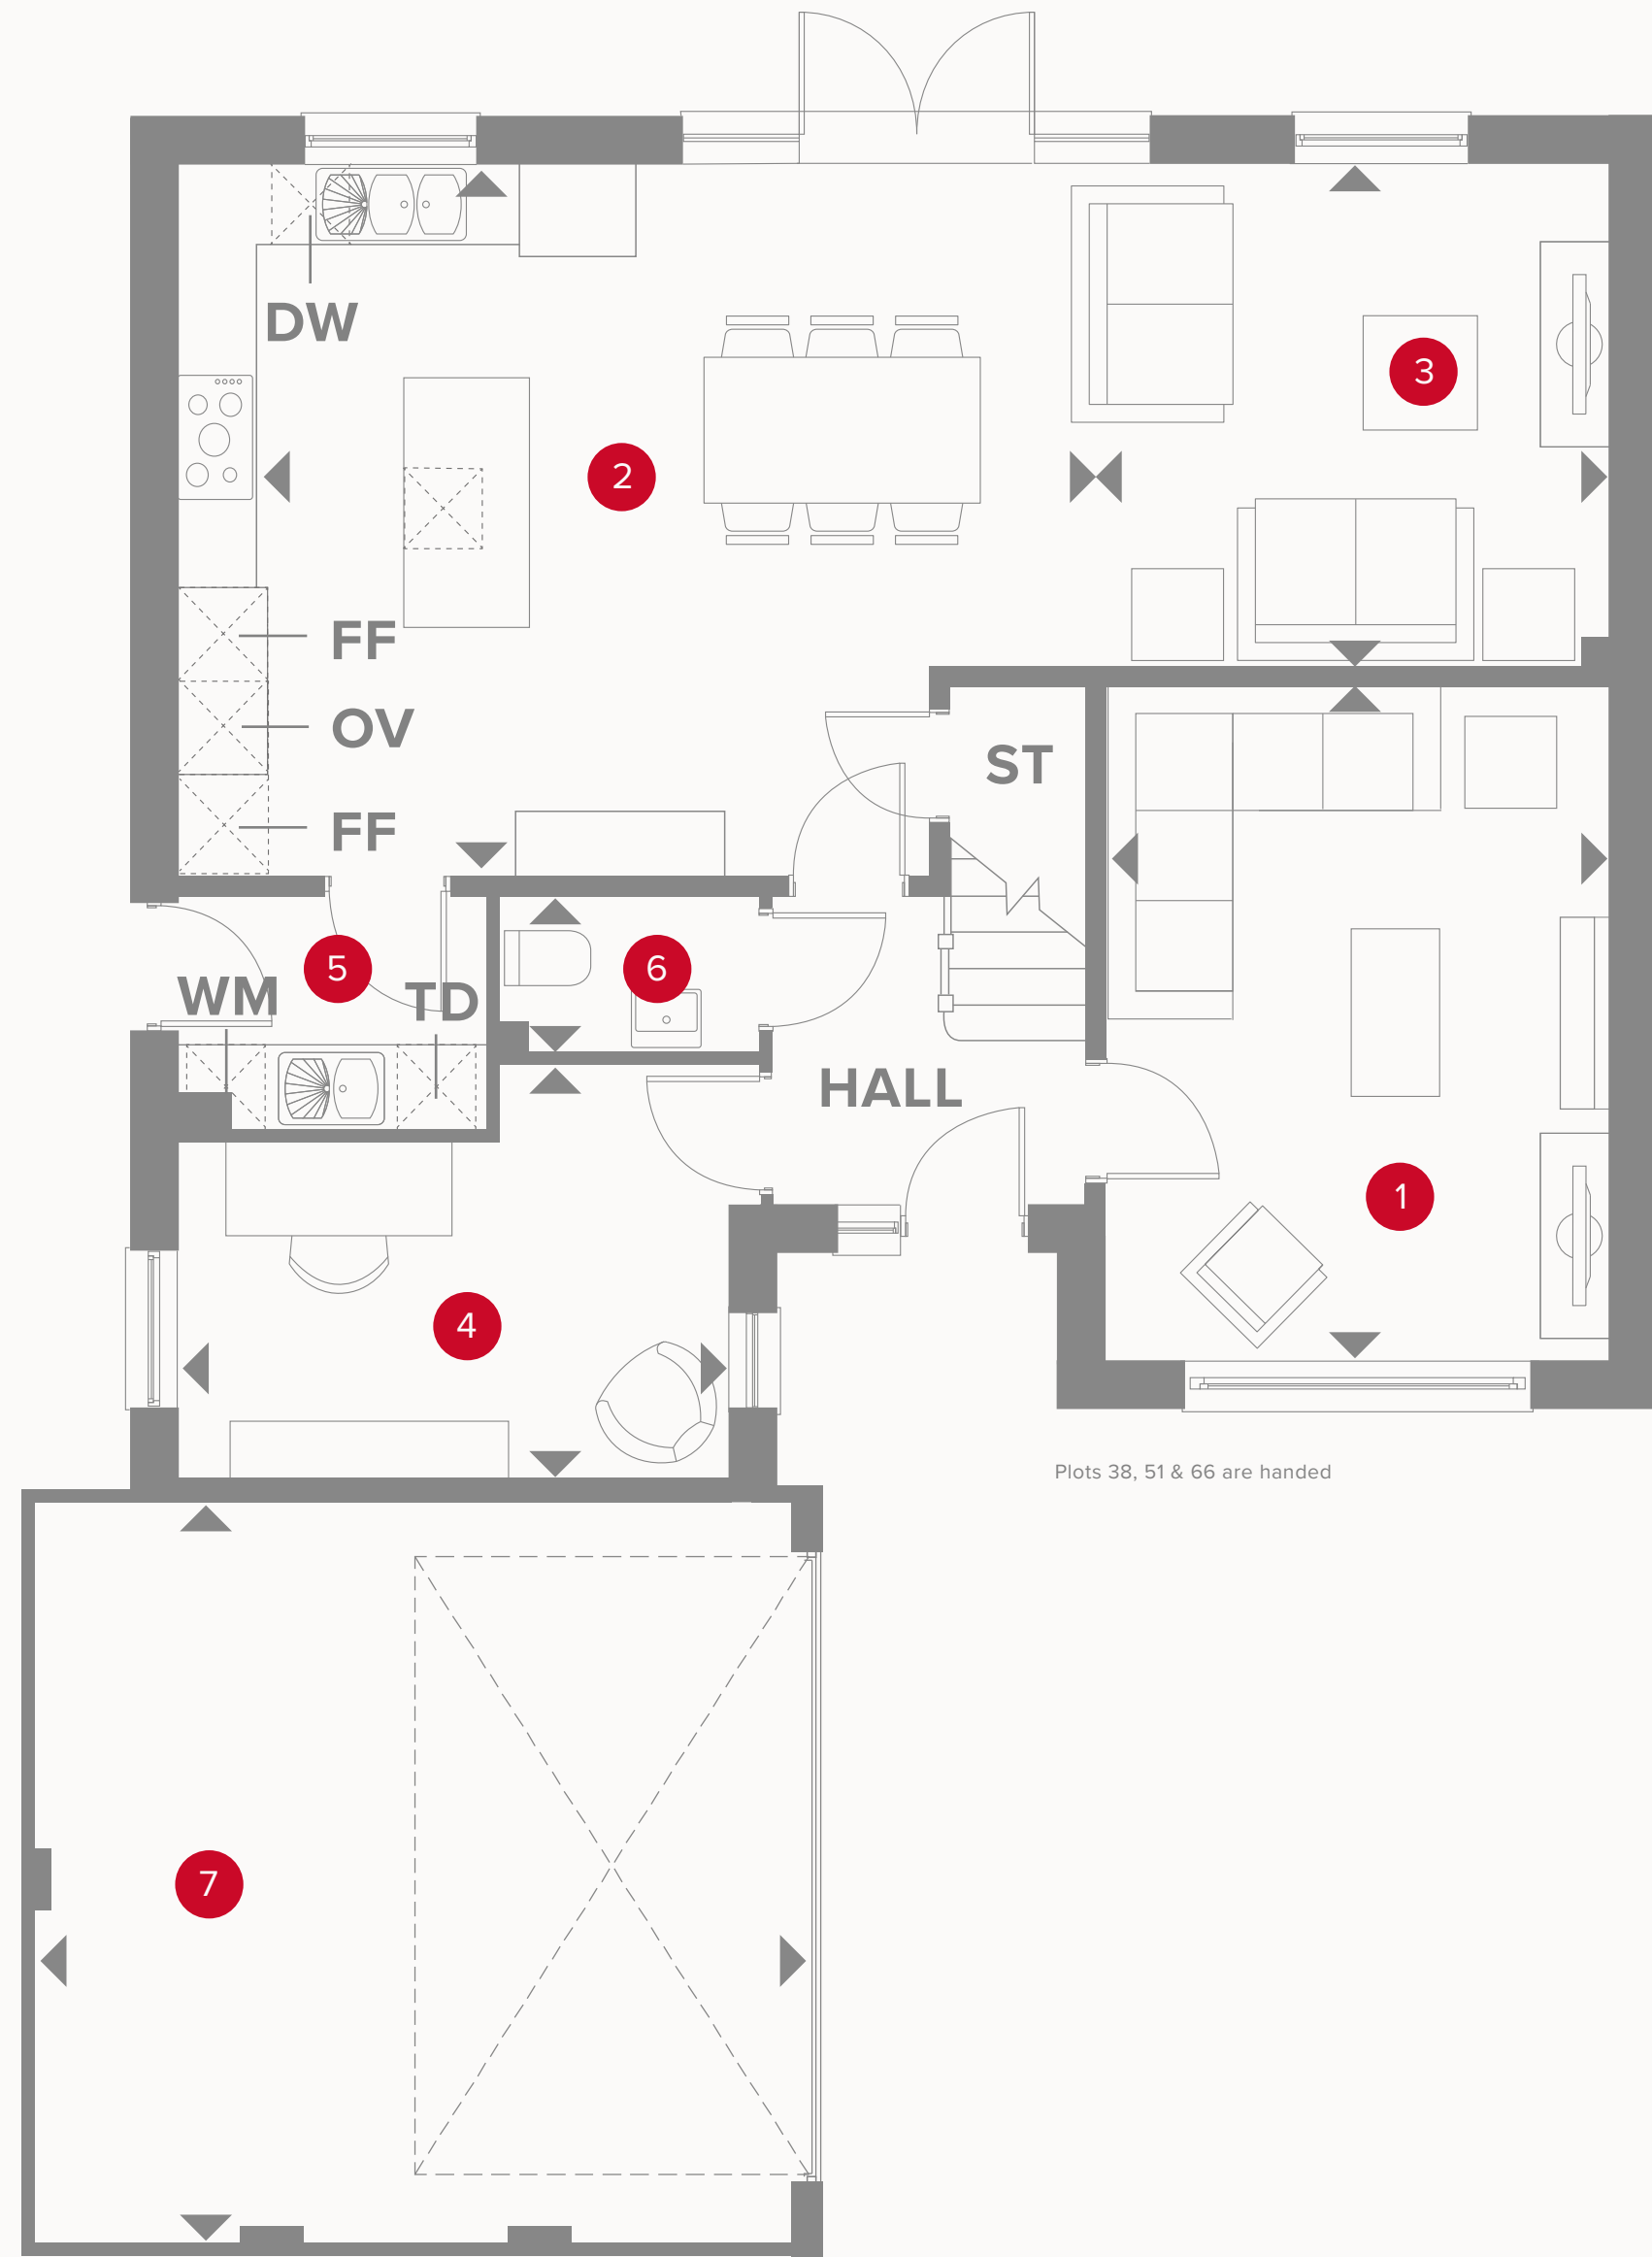 3
DW
2
FF
OV
ST
FF
5
6
WM
TD
HALL
1
4
Plots 38, 51 & 66 are handed
7